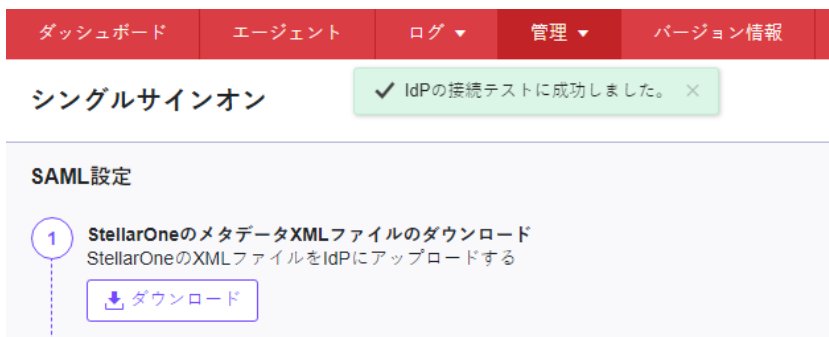 ダッシュボード エージェント ログ ▼ 管理 ▼ バージョン情報
シングルサインオン
✓ IdPの接続テストに成功しました。 ×
SAML設定
1 StellarOneのメタデータXMLファイルのダウンロード
StellarOneのXMLファイルをIdPにアップロードする
ダウンロード